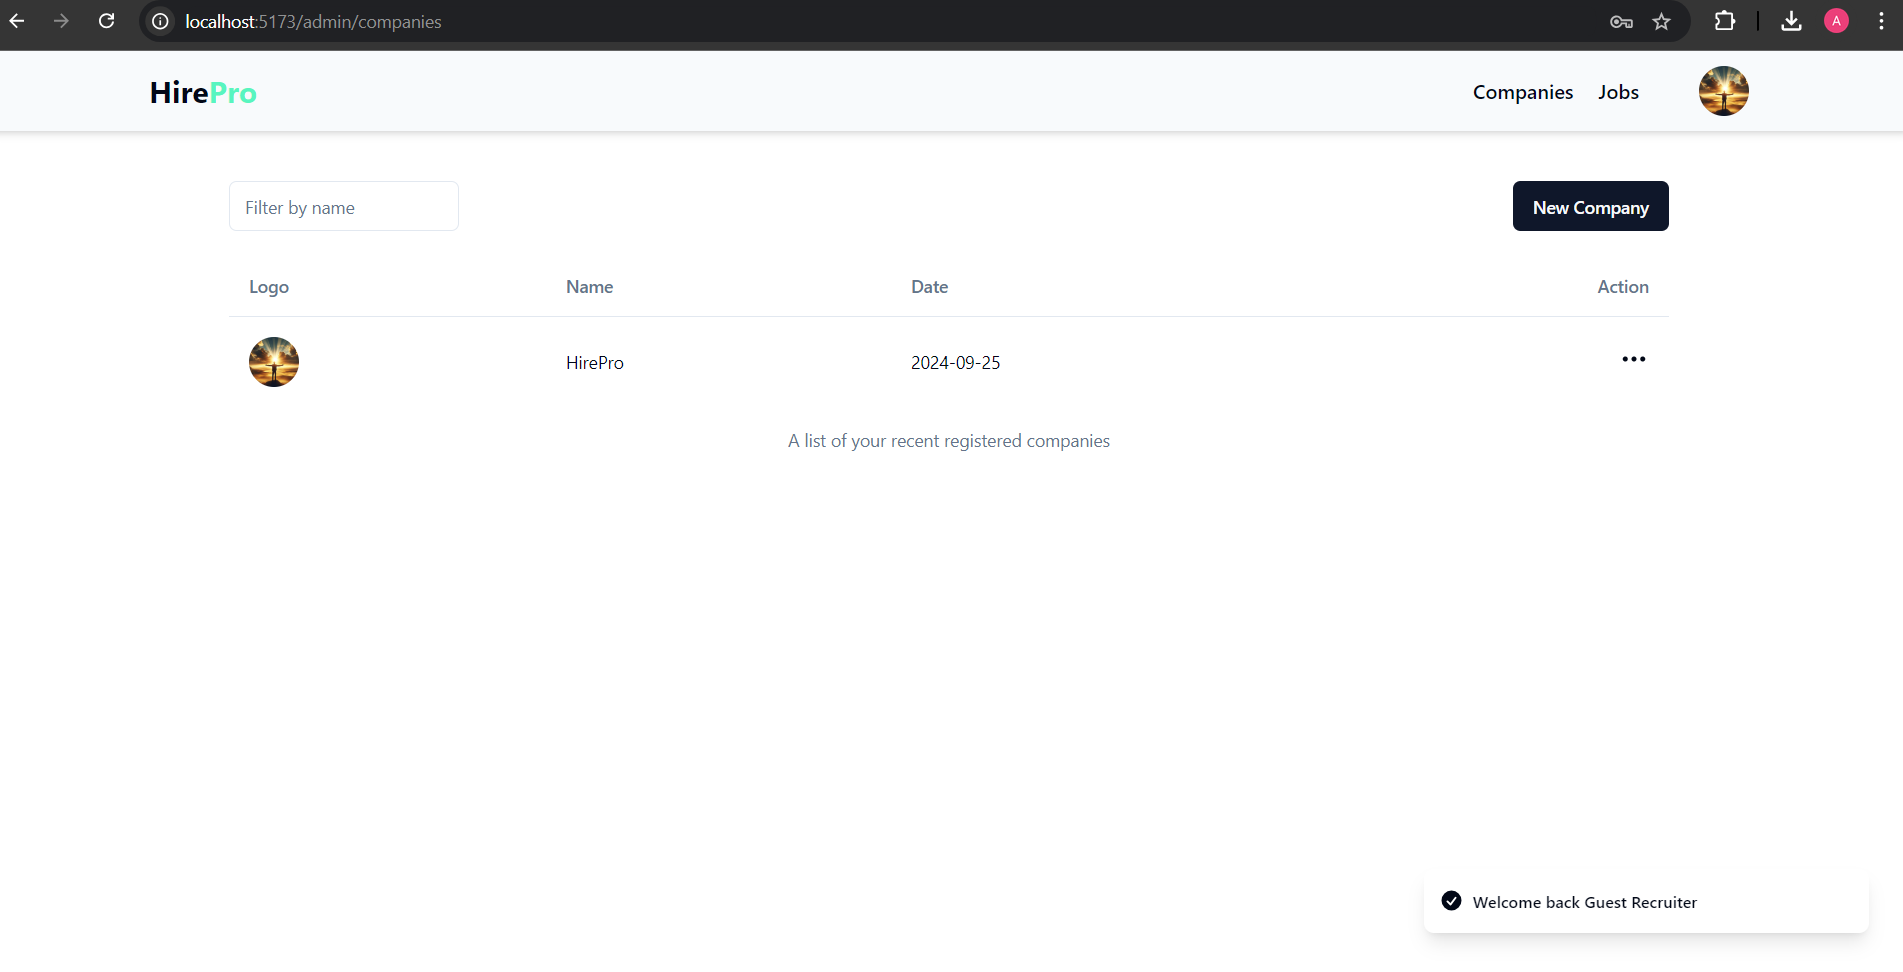 localhost:5173/admin/companies
A
HirePro
Companies Jobs
Filter by name
New Company
Logo Name Date Action
HirePro 2024-09-25
A list of your recent registered companies
Welcome back Guest Recruiter